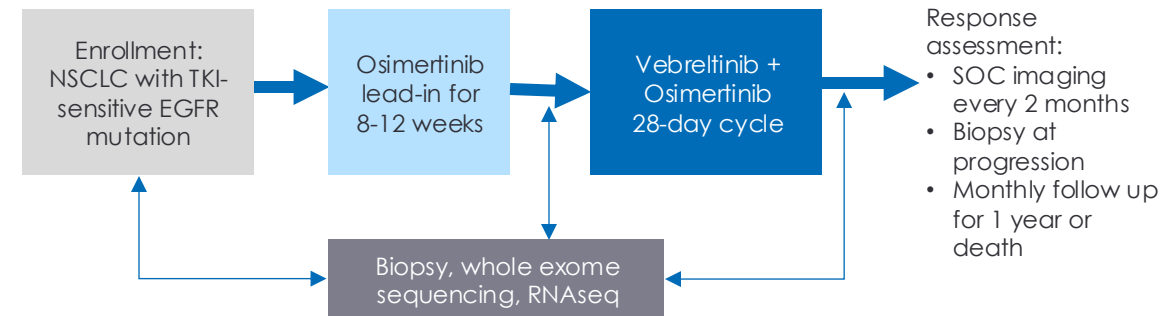 Enrollment:
NSCLC with TKI-
sensitive EGFR
mutation
Osimertinib
lead-in for
8-12 weeks
Vebreltinib +
Osimertinib
28-day cycle
Response
assessment:
• SOC imaging
every 2 months
• Biopsy at
progression
• Monthly follow up
for 1 year or
death
Biopsy, whole exome
sequencing, RNAseq